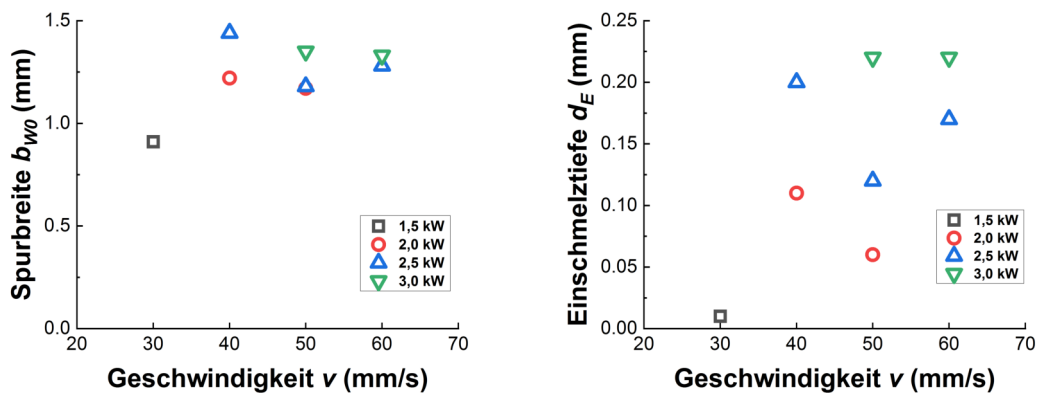 Spurbreite b_W0 (mm)
1.5
1.0
0.5
0.0
20 30 40 50 60 70
Geschwindigkeit v (mm/s)
1,5 kW
2,0 kW
2,5 kW
3,0 kW
Einschmelztiefe d_E (mm)
0.25
0.20
0.15
0.10
0.05
0.00
20 30 40 50 60 70
Geschwindigkeit v (mm/s)
1,5 kW
2,0 kW
2,5 kW
3,0 kW